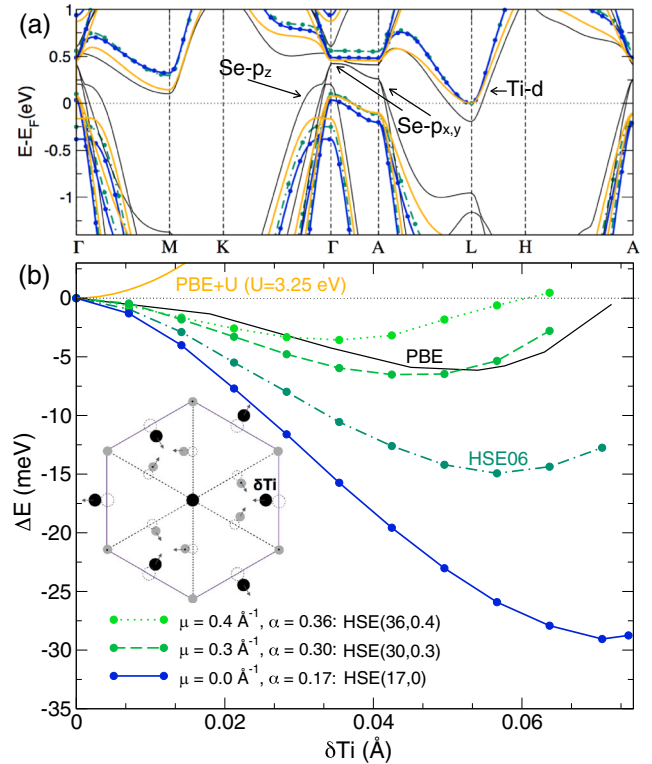 (a)
1
0.5
0
-0.5
-1
E-E_F(eV)
Se-p_z
Se-p_x,y
Ti-d
Γ M K Γ A L H A
(b)
PBE+U (U=3.25 eV)
0
-5
-10
-15
-20
-25
-30
-35
ΔE (meV)
PBE
HSE06
δTi
μ = 0.4 Å⁻¹, α = 0.36: HSE(36,0.4)
μ = 0.3 Å⁻¹, α = 0.30: HSE(30,0.3)
μ = 0.0 Å⁻¹, α = 0.17: HSE(17,0)
0 0.02 0.04 0.06
δTi (Å)